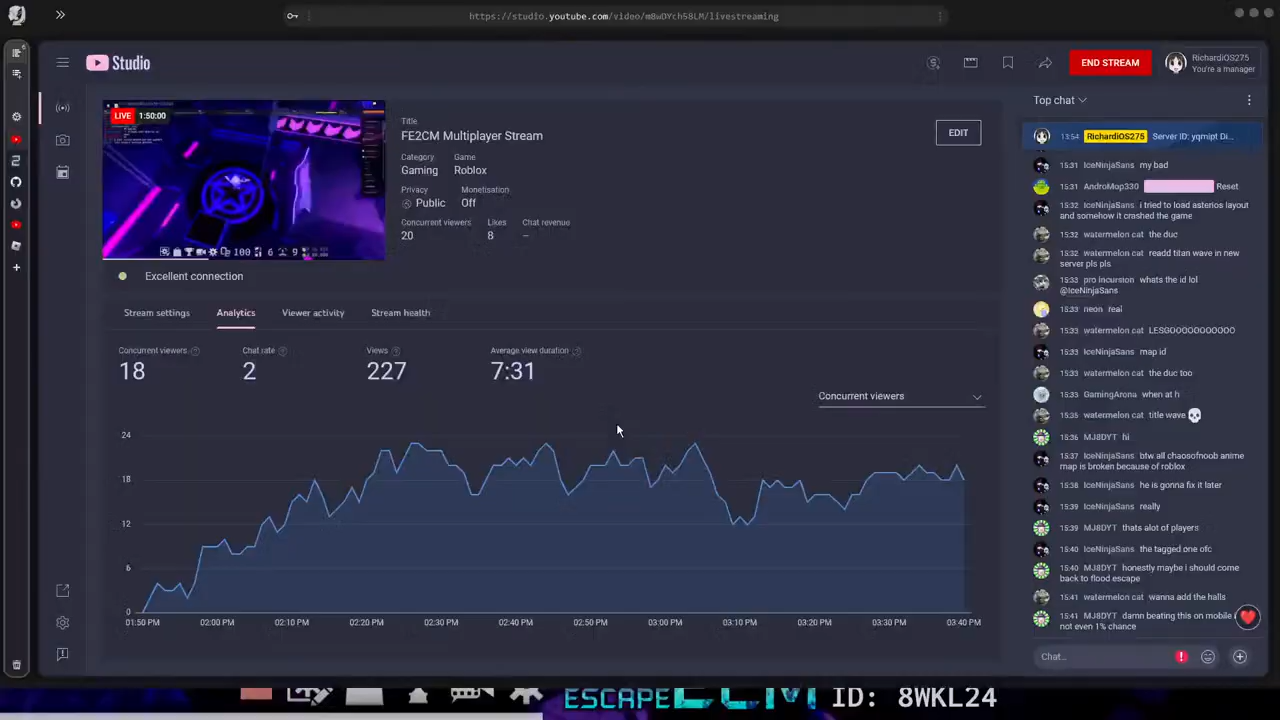 https://studio.youtube.com/video/mBwDYch58LM/livestreaming
Studio
END STREAM
RichardiOS275
You're a manager
LIVE 1:50:00
Title
FE2CM Multiplayer Stream
EDIT
Category Game
Gaming Roblox
Privacy Monetisation
Public Off
Concurrent viewers Likes Chat revenue
20 8 –
100 6 9
Excellent connection
Stream settings Analytics Viewer activity Stream health
Concurrent viewers Chat rate Views Average view duration
18 2 227 7:31
Concurrent viewers
24
18
12
6
0
01:50 PM 02:00 PM 02:10 PM 02:20 PM 02:30 PM 02:40 PM 02:50 PM 03:00 PM 03:10 PM 03:20 PM 03:30 PM 03:40 PM
Top chat
13:54 RichardiOS275 Server ID: yqmipt Di...
15:31 IceNinjaSans my bad
15:31 AndroMap330 Reset
15:32 IceNinjaSans i tried to load asterios layout
and somehow it crashed the game
15:32 watermelon cat the duc
15:32 watermelon cat readd titan wave in new
server pls pls
15:33 pro incursion whats the id lol
@IceNinjaSans
15:33 neon real
15:33 watermelon cat LESGOOOOOOOOOO
15:33 IceNinjaSans map id
15:33 watermelon cat the duc too
15:33 GamingArona when at h
15:35 watermelon cat title wave 💀
15:36 MJ8DYT hi
15:37 IceNinjaSans btw all chaosofnoob anime
map is broken because of roblox
15:38 IceNinjaSans he is gonna fix it later
15:39 IceNinjaSans really
15:39 MJ8DYT thats alot of players
15:40 IceNinjaSans the tagged one ofc
15:40 MJ8DYT honestly maybe i should come
back to flood escape
15:41 watermelon cat wanna add the halls
15:41 MJ8DYT damn beating this on mobile i
not even 1% chance
Chat...
ESCAPE ID: 8WKL24